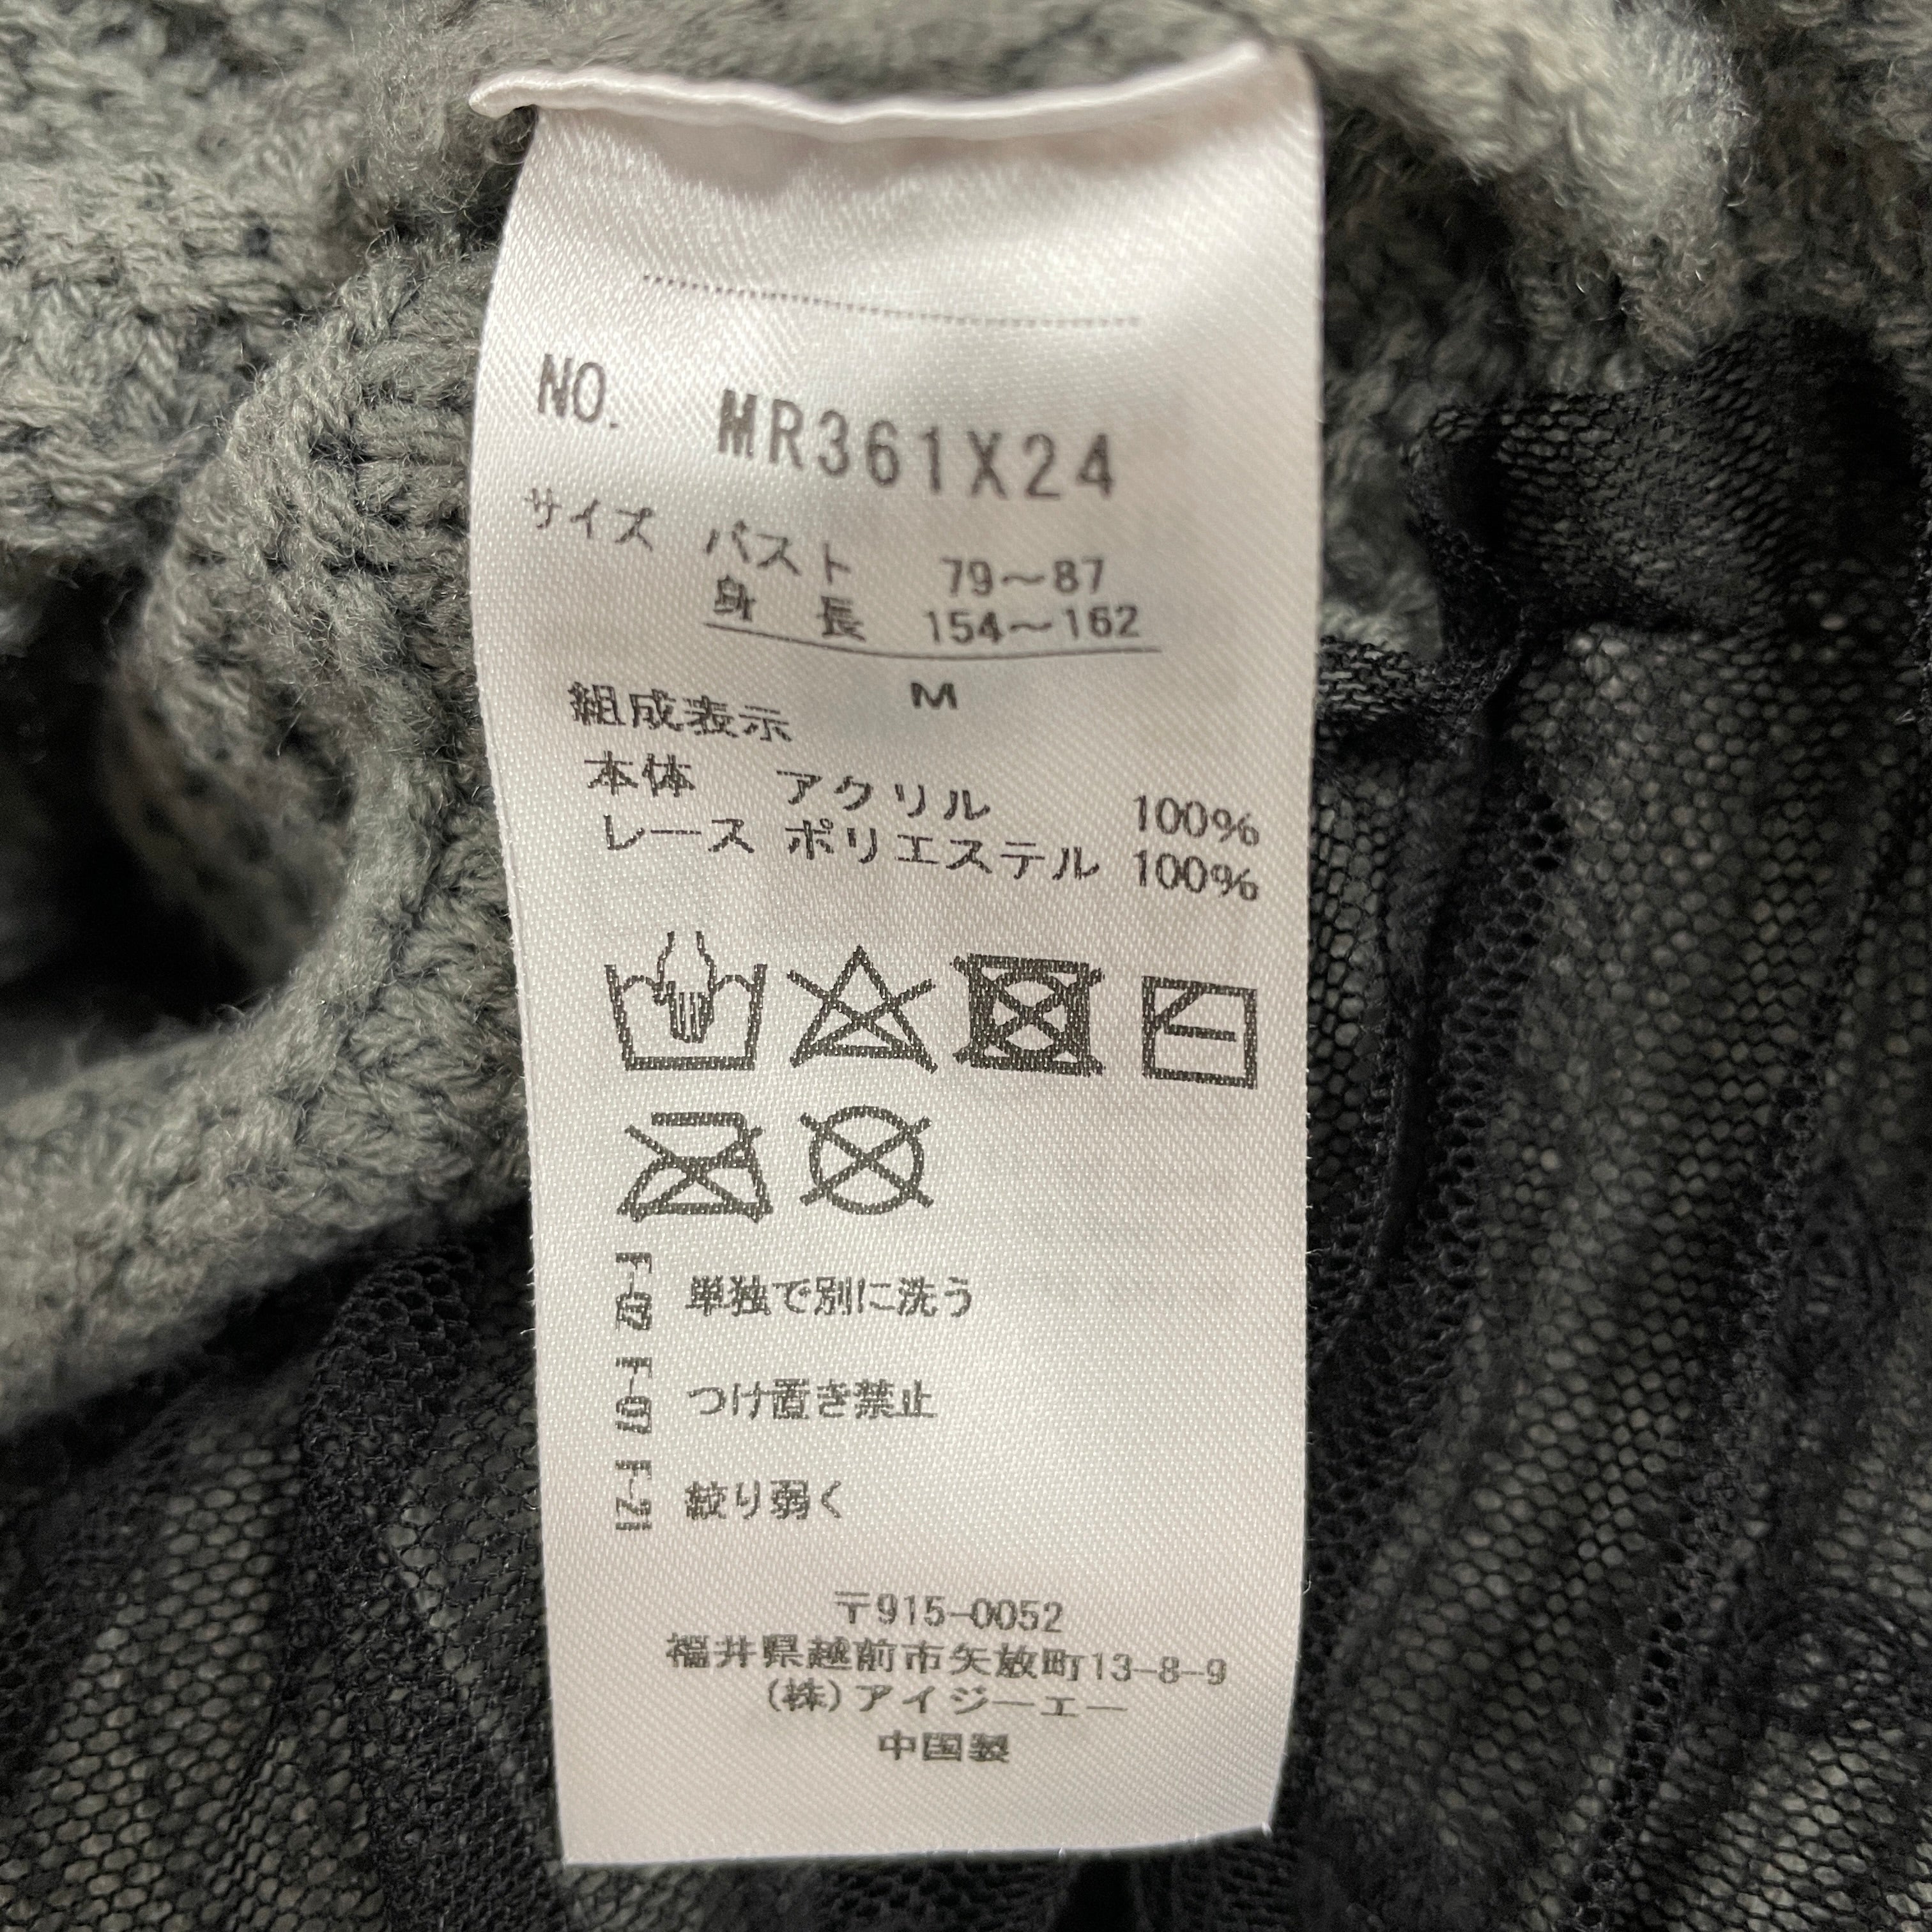 NO. MR361X24
サイズ バスト 79〜87
身長 154〜162
M
組成表示
本体 アクリル 100%
レース ポリエステル 100%
単独で別に洗う
つけ置き禁止
F-21 絞り弱く
〒915-0052
福井県越前市矢放町13-8-9
(株)アイジーエー
中国製